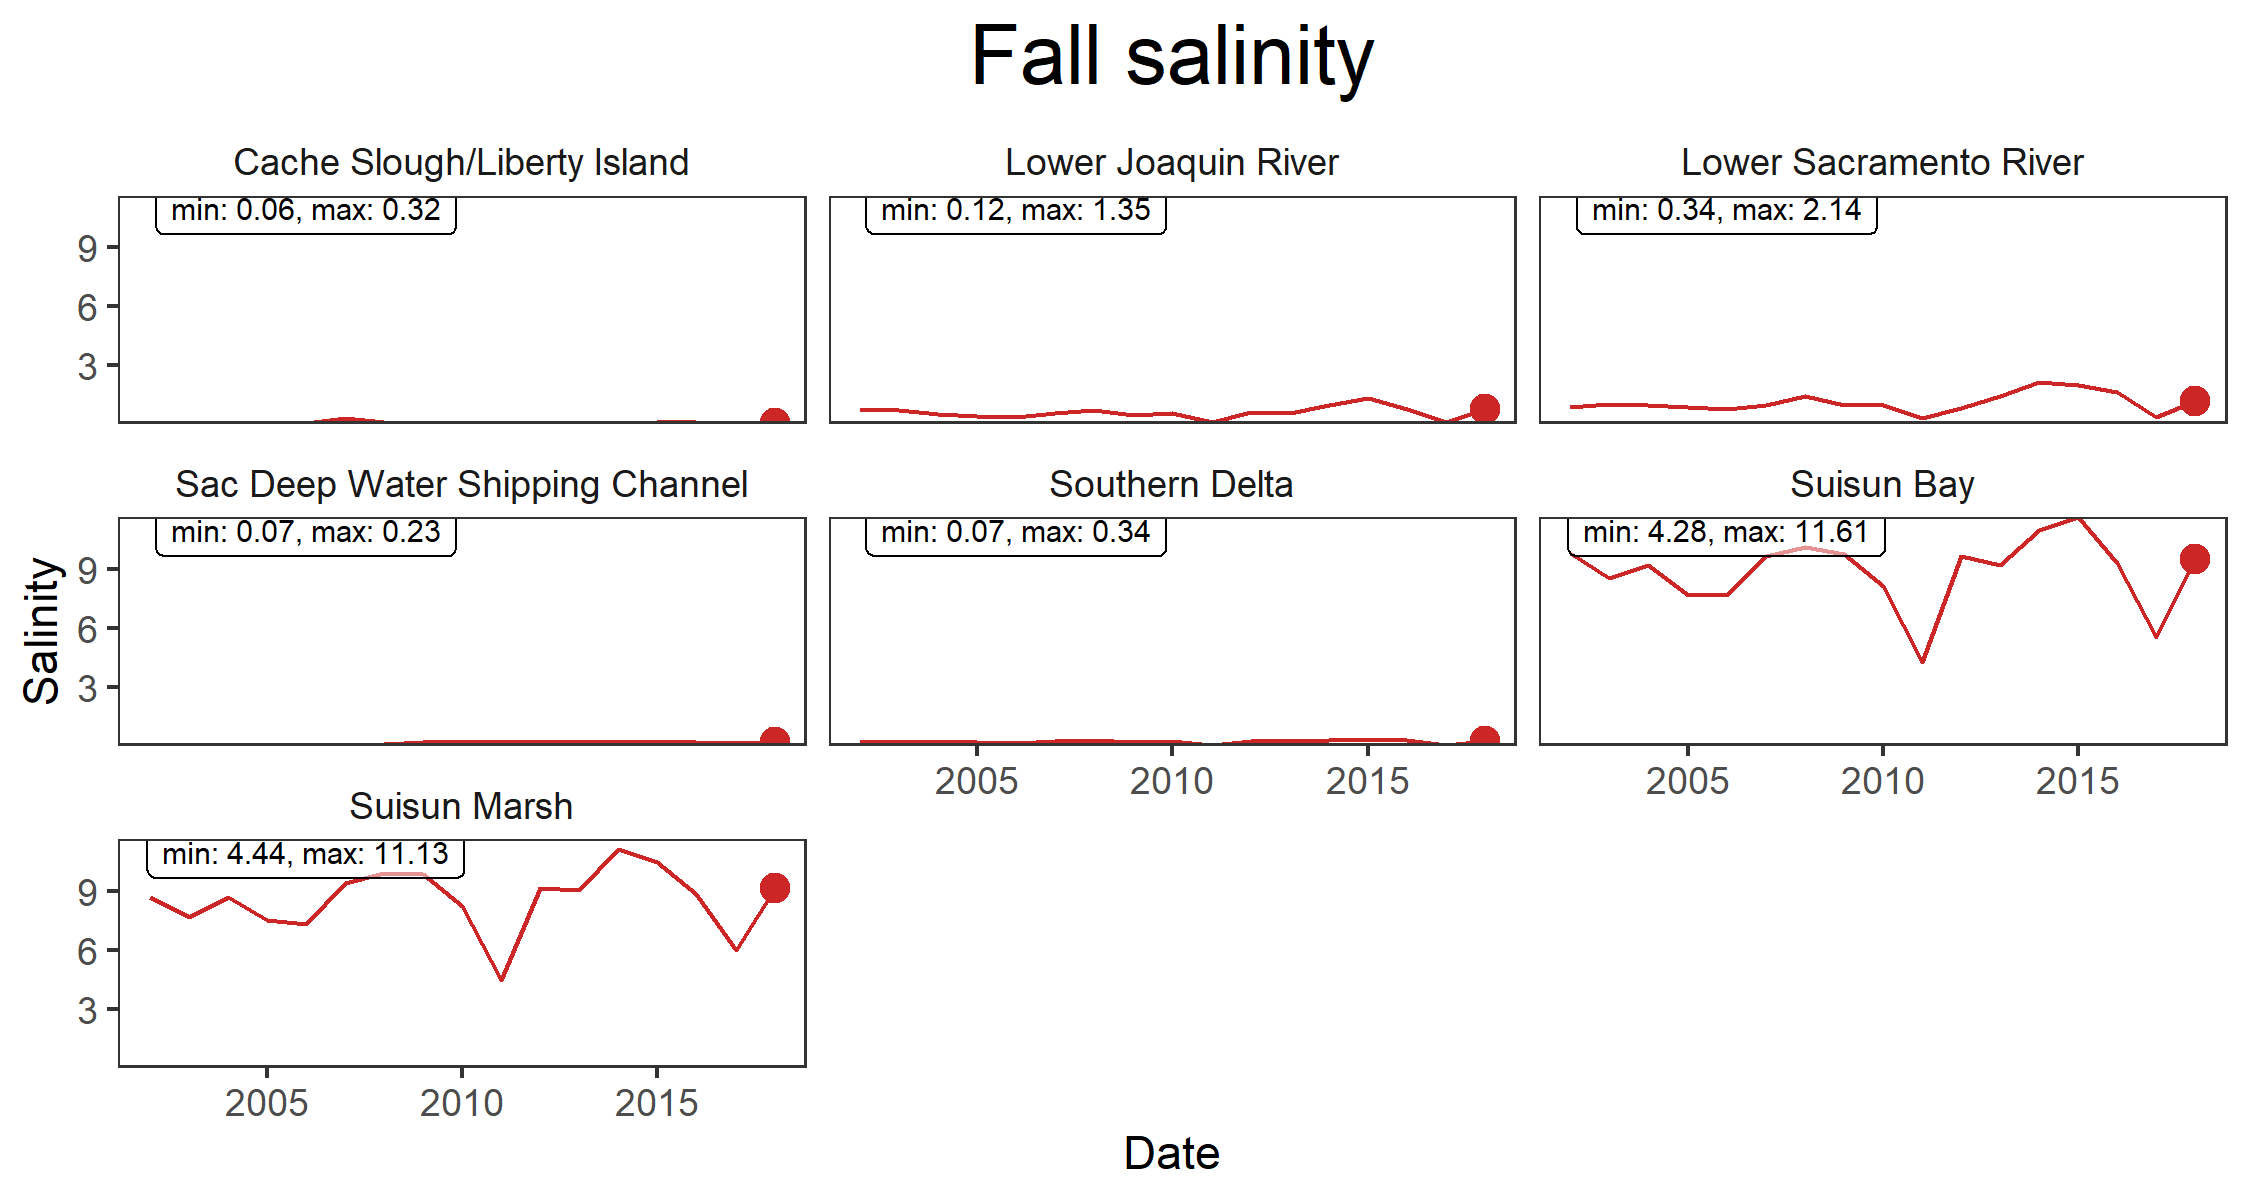 Fall salinity
Cache Slough/Liberty Island
Lower Joaquin River
Lower Sacramento River
min: 0.06, max: 0.32
min: 0.12, max: 1.35
min: 0.34, max: 2.14
9
6
3
Sac Deep Water Shipping Channel
Southern Delta
Suisun Bay
min: 0.07, max: 0.23
min: 0.07, max: 0.34
min: 4.28, max: 11.61
9
6
3
Salinity
2005 2010 2015
2005 2010 2015
Suisun Marsh
min: 4.44, max: 11.13
9
6
3
2005 2010 2015
Date